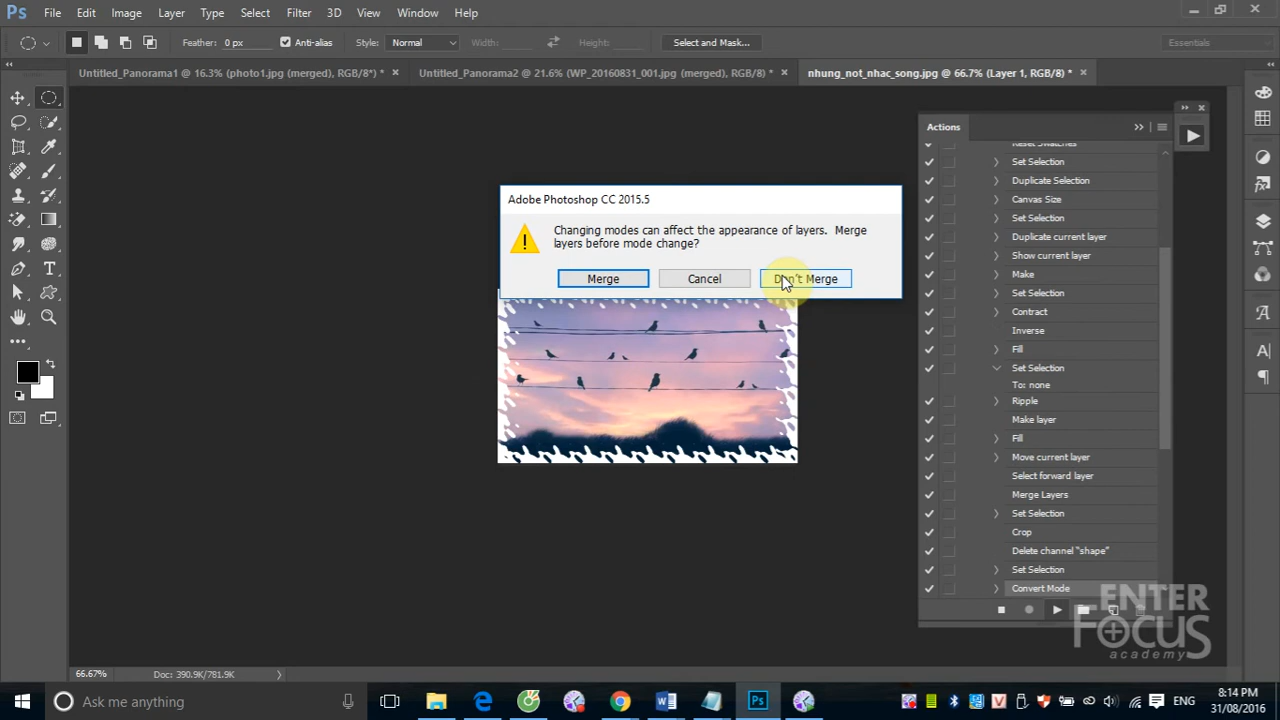 Ps File Edit Image Layer Type Select Filter 3D View Window Help
Feather: 0 px Anti-alias Style: Normal Width: Height: Select and Mask... Essentials
Untitled_Panorama1 @ 16.3% (photo1.jpg (merged), RGB/8*) * Untitled_Panorama2 @ 21.6% (WP_20160831_001.jpg (merged), RGB/8) * nhung_not_nhac_song.jpg @ 66.7% (Layer 1, RGB/8) *
Actions
Reset Swatches
Set Selection
Duplicate Selection
Canvas Size
Set Selection
Duplicate current layer
Show current layer
Make
Set Selection
Contract
Inverse
Fill
Set Selection
To: none
Ripple
Make layer
Fill
Move current layer
Select forward layer
Merge Layers
Set Selection
Crop
Delete channel "shape"
Set Selection
Convert Mode
Adobe Photoshop CC 2015.5
Changing modes can affect the appearance of layers. Merge
layers before mode change?
Merge Cancel Don't Merge
ENTER
FOCUS
academy
66.67% Doc: 390.9K/781.9K
Ask me anything
ENG
8:14 PM
31/08/2016